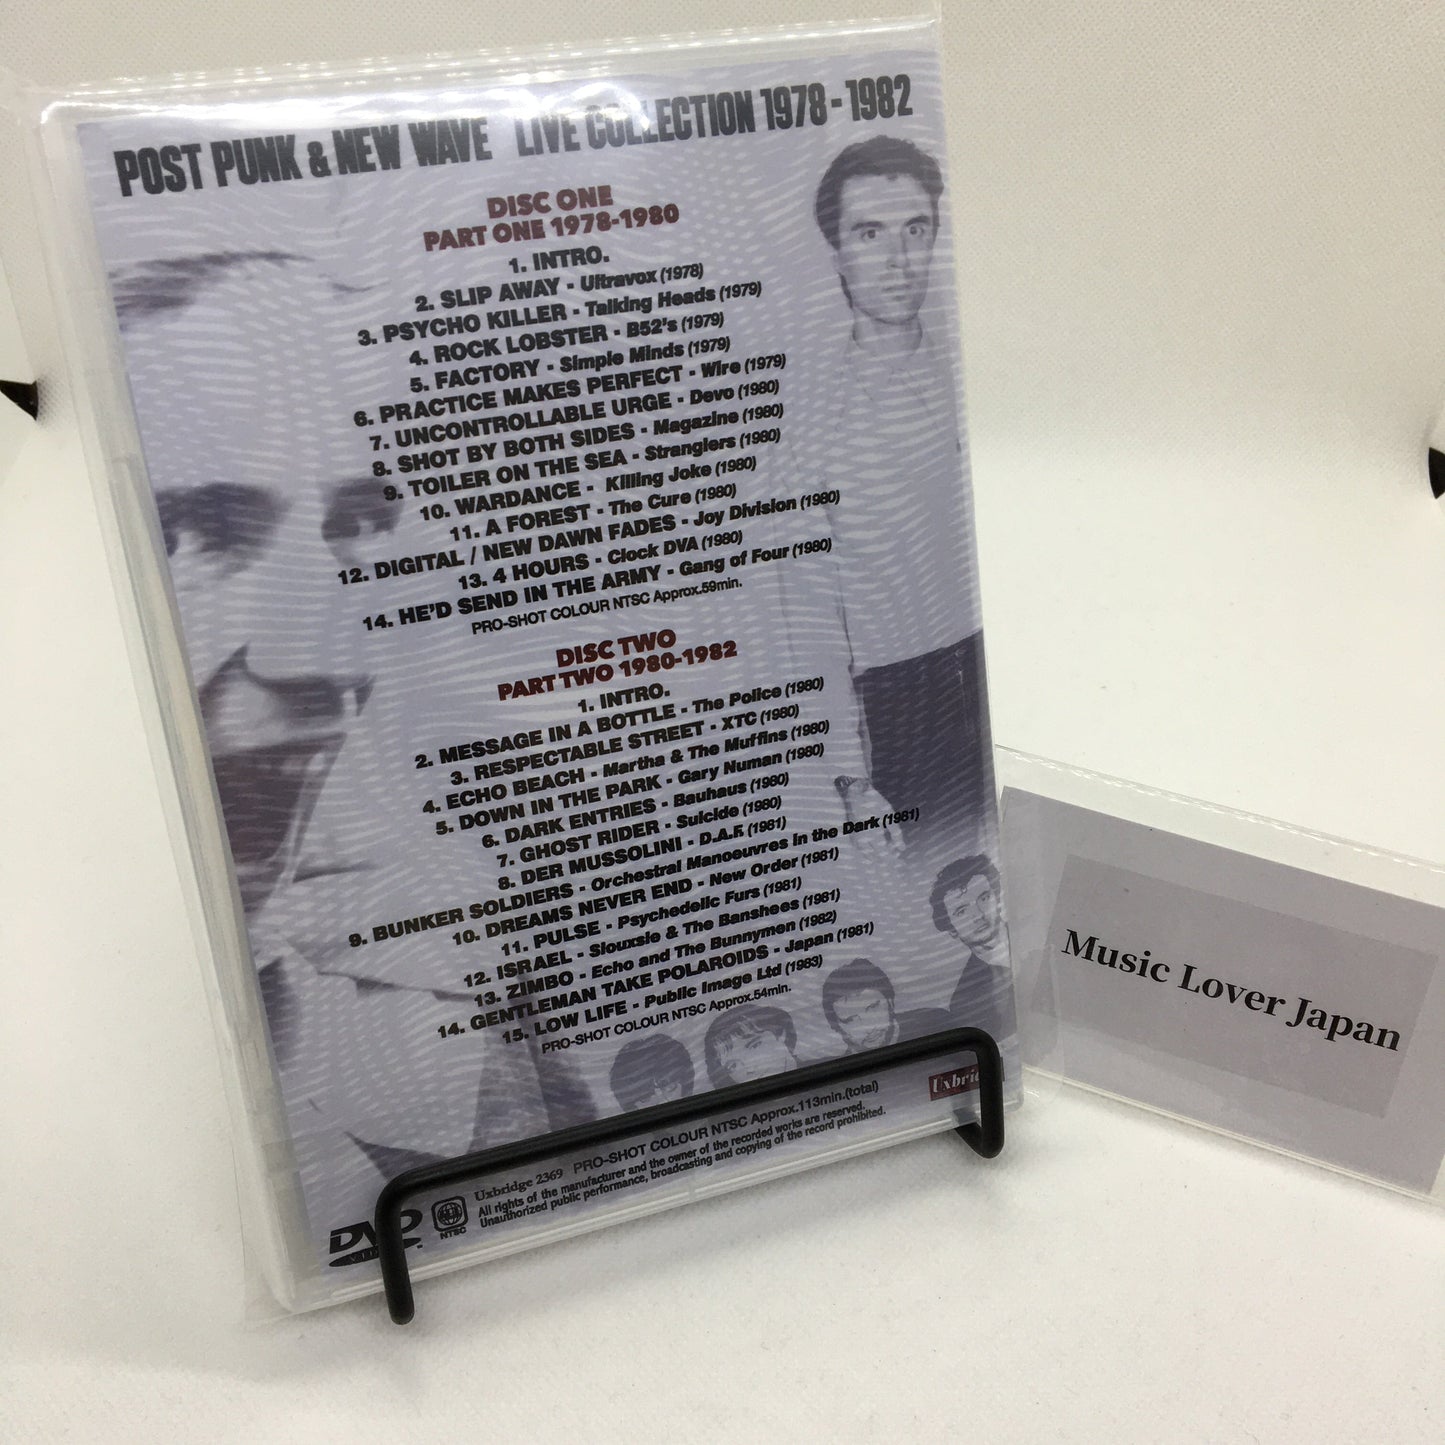 POST PUNK & NEW WAVE LIVE COLLECTION 1978 - 1982
DISC ONE
PART ONE 1978-1980
1. INTRO.
2. SLIP AWAY - Ultravox (1978)
3. PSYCHO KILLER - Talking Heads (1979)
4. ROCK LOBSTER - B52's (1979)
5. FACTORY - Simple Minds (1979)
6. PRACTICE MAKES PERFECT - Wire (1979)
7. UNCONTROLLABLE URGE - Devo (1980)
8. SHOT BY BOTH SIDES - Magazine (1980)
9. TOILER ON THE SEA - Stranglers (1980)
10. WARDANCE - Killing Joke (1980)
11. A FOREST - The Cure (1980)
12. DIGITAL / NEW DAWN FADES - Joy Division (1980)
13. 4 HOURS - Clock DVA (1980)
14. HE'D SEND IN THE ARMY - Gang of Four (1980)
PRO-SHOT COLOUR NTSC Approx.59min.
DISC TWO
PART TWO 1980-1982
1. INTRO.
2. MESSAGE IN A BOTTLE - The Police (1980)
3. RESPECTABLE STREET - XTC (1980)
4. ECHO BEACH - Martha & The Muffins (1980)
5. DOWN IN THE PARK - Gary Numan (1980)
6. DARK ENTRIES - Bauhaus (1980)
7. GHOST RIDER - Suicide (1980)
8. DER MUSSOLINI - D.A.F. (1981)
9. BUNKER SOLDIERS - Orchestral Manoeuvres in the Dark (1981)
10. DREAMS NEVER END - New Order (1981)
11. PULSE - Psychedelic Furs (1981)
12. ISRAEL - Siouxsie & The Banshees (1981)
13. ZIMBO - Echo and The Bunnymen (1982)
14. GENTLEMAN TAKE POLAROIDS - Japan (1981)
15. LOW LIFE - Public Image Ltd (1983)
PRO-SHOT COLOUR NTSC Approx.54min.
Uxbridge 2369 PRO-SHOT COLOUR NTSC Approx.113min.(total)
All rights of the manufacturer and the owner of the recorded works are reserved.
Unauthorized public performance, broadcasting and copying of the record prohibited.
DVD
NTSC
Music Lover Japan